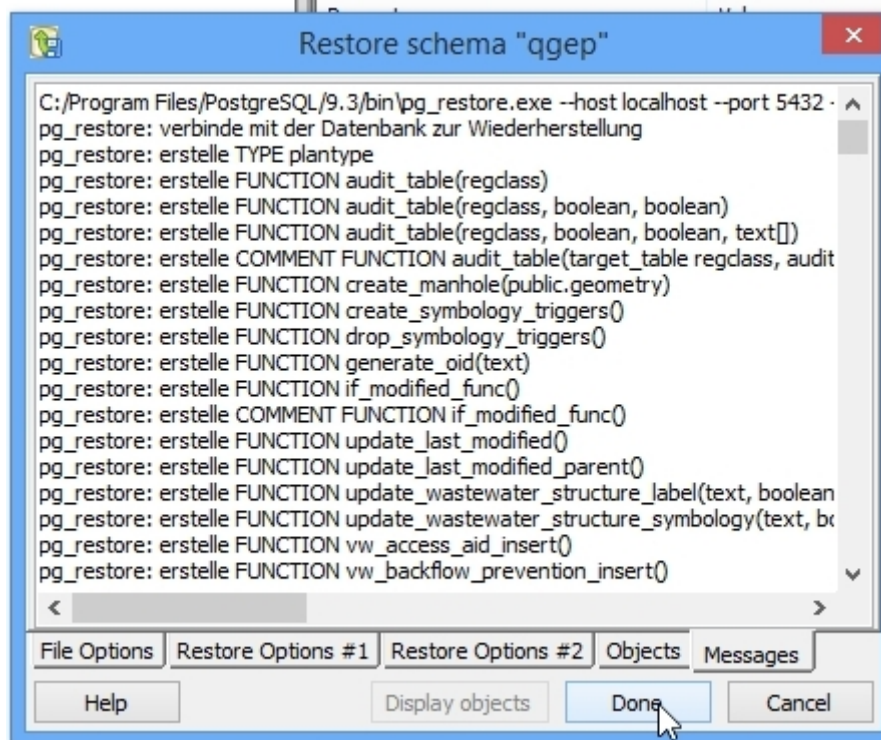 Restore schema "qgep"
C:/Program Files/PostgreSQL/9.3/bin\pg_restore.exe --host localhost --port 5432 -
pg_restore: verbinde mit der Datenbank zur Wiederherstellung
pg_restore: erstelle TYPE plantype
pg_restore: erstelle FUNCTION audit_table(regclass)
pg_restore: erstelle FUNCTION audit_table(regclass, boolean, boolean)
pg_restore: erstelle FUNCTION audit_table(regclass, boolean, boolean, text[])
pg_restore: erstelle COMMENT FUNCTION audit_table(target_table regclass, audit
pg_restore: erstelle FUNCTION create_manhole(public.geometry)
pg_restore: erstelle FUNCTION create_symbology_triggers()
pg_restore: erstelle FUNCTION drop_symbology_triggers()
pg_restore: erstelle FUNCTION generate_oid(text)
pg_restore: erstelle FUNCTION if_modified_func()
pg_restore: erstelle COMMENT FUNCTION if_modified_func()
pg_restore: erstelle FUNCTION update_last_modified()
pg_restore: erstelle FUNCTION update_last_modified_parent()
pg_restore: erstelle FUNCTION update_wastewater_structure_label(text, boolean
pg_restore: erstelle FUNCTION update_wastewater_structure_symbology(text, bo
pg_restore: erstelle FUNCTION vw_access_aid_insert()
pg_restore: erstelle FUNCTION vw_backflow_prevention_insert()
File Options Restore Options #1 Restore Options #2 Objects Messages
Help Display objects Done Cancel